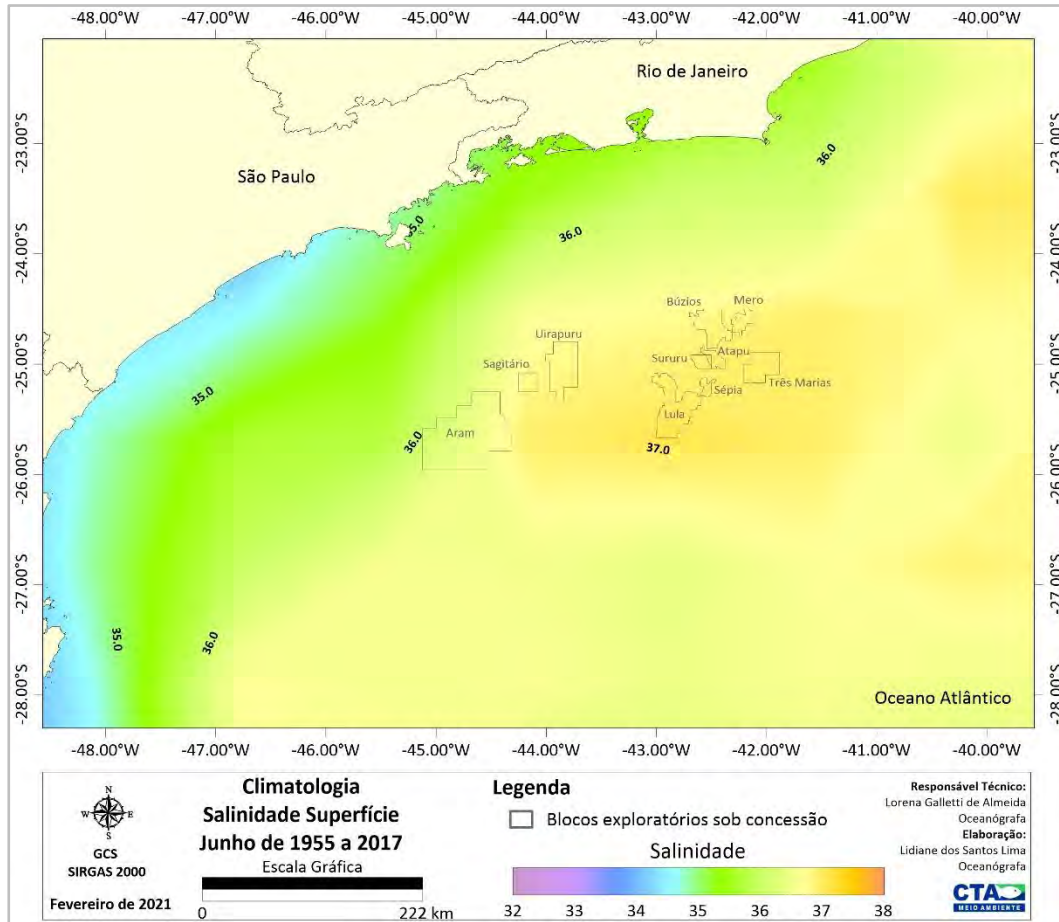 -48.00°W -47.00°W -46.00°W -45.00°W -44.00°W -43.00°W -42.00°W -41.00°W -40.00°W
Rio de Janeiro
-23.00°S -23.00°S
36.0
São Paulo
35.0
36.0
-24.00°S -24.00°S
Búzios Mero
Uirapuru
Atapu
Sagitário Sururu
-25.00°S -25.00°S
Três Marias
Sépia
35.0
Lula
Aram
36.0
37.0
-26.00°S -26.00°S
-27.00°S -27.00°S
35.0
36.0
-28.00°S -28.00°S
Oceano Atlântico
-48.00°W -47.00°W -46.00°W -45.00°W -44.00°W -43.00°W -42.00°W -41.00°W -40.00°W
N
W E
S
GCS
SIRGAS 2000
Fevereiro de 2021
Climatologia
Salinidade Superfície
Junho de 1955 a 2017
Escala Gráfica
0 222 km
Legenda
Blocos exploratórios sob concessão
Salinidade
32 33 34 35 36 37 38
Responsável Técnico:
Lorena Galletti de Almeida
Oceanógrafa
Elaboração:
Lidiane dos Santos Lima
Oceanógrafa
CTA
MEIO AMBIENTE